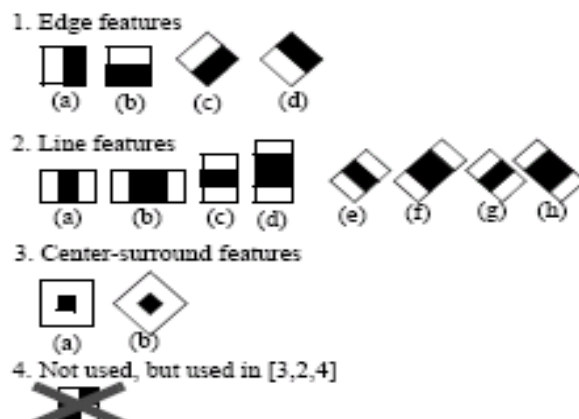 1. Edge features
(a) (b) (c) (d)
2. Line features
(a) (b) (c) (d) (e) (f) (g) (h)
3. Center-surround features
(a) (b)
4. Not used, but used in [3,2,4]